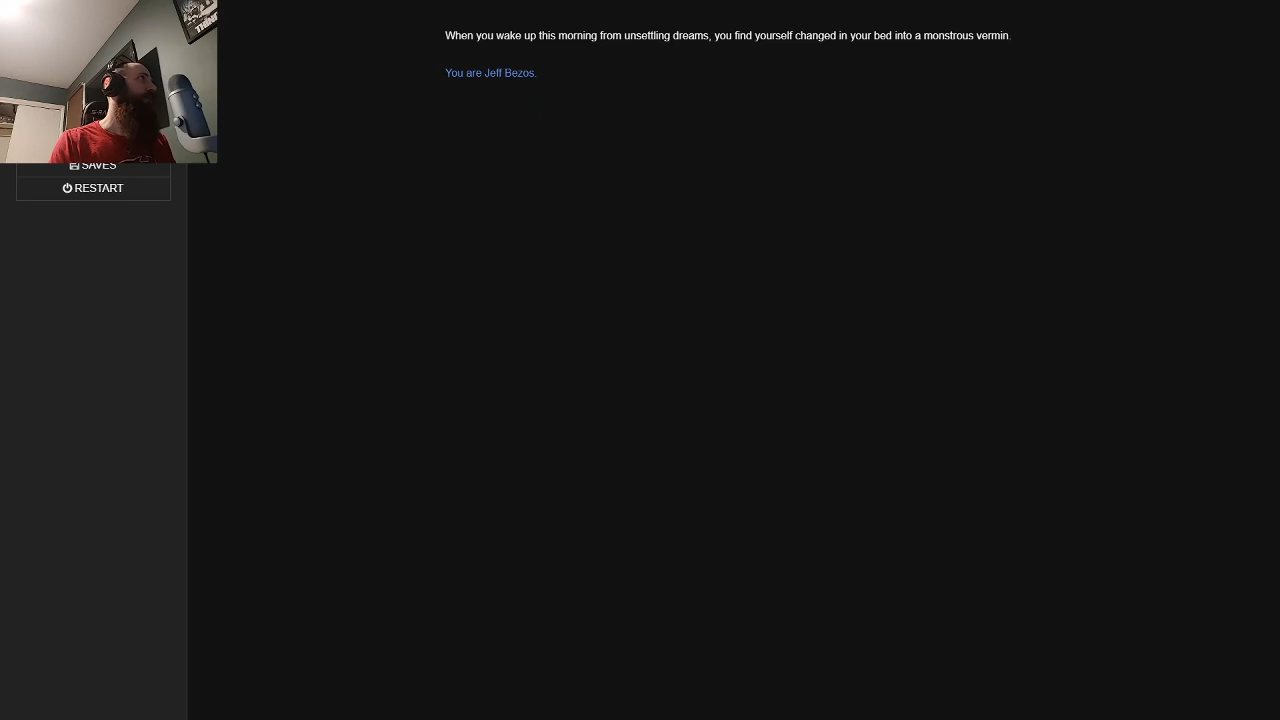 When you wake up this morning from unsettling dreams, you find yourself changed in your bed into a monstrous vermin.
You are Jeff Bezos.
SAVES
RESTART